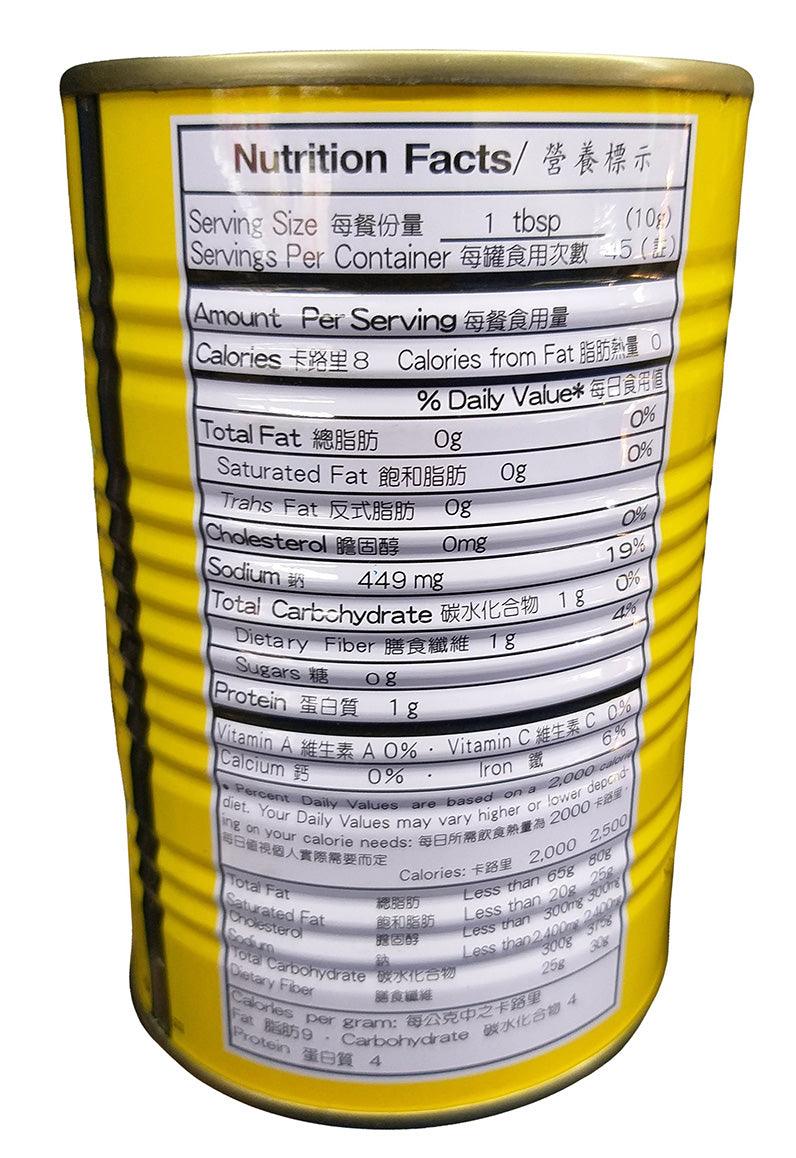 Nutrition Facts/ 營養標示
Serving Size 每餐份量 1 tbsp (10g)
Servings Per Container 每罐食用次數 45 (註)
Amount Per Serving 每餐食用量
Calories 卡路里 8 Calories from Fat 脂肪熱量 0
% Daily Value* 每日食用值
Total Fat 總脂肪 0g 0%
Saturated Fat 飽和脂肪 0g 0%
Trahs Fat 反式脂肪 0g
Cholesterol 膽固醇 0mg 0%
Sodium 鈉 449 mg 19%
Total Carbohydrate 碳水化合物 1 g 0%
Dietary Fiber 膳食纖維 1 g 4%
Sugars 糖 0 g
Protein 蛋白質 1 g
Vitamin A 維生素 A 0% · Vitamin C 維生素 C 0%
Calcium 鈣 0% · Iron 鐵 6%
* Percent Daily Values are based on a 2,000 calorie
diet. Your Daily Values may vary higher or lower depend-
ing on your calorie needs: 每日所需飲食熱量為 2000 卡路里,
每日值視個人實際需要而定
Calories: 卡路里 2,000 2,500
Total Fat 總脂肪 Less than 65g 80g
Saturated Fat 飽和脂肪 Less than 20g 25g
Cholesterol 膽固醇 Less than 300mg 300mg
Sodium 鈉 Less than 2,400mg 2,400mg
Total Carbohydrate 碳水化合物 300g 375g
Dietary Fiber 膳食纖維 25g 30g
Calories per gram: 每公克中之卡路里
Fat 脂肪 9 · Carbohydrate 碳水化合物 4
Protein 蛋白質 4